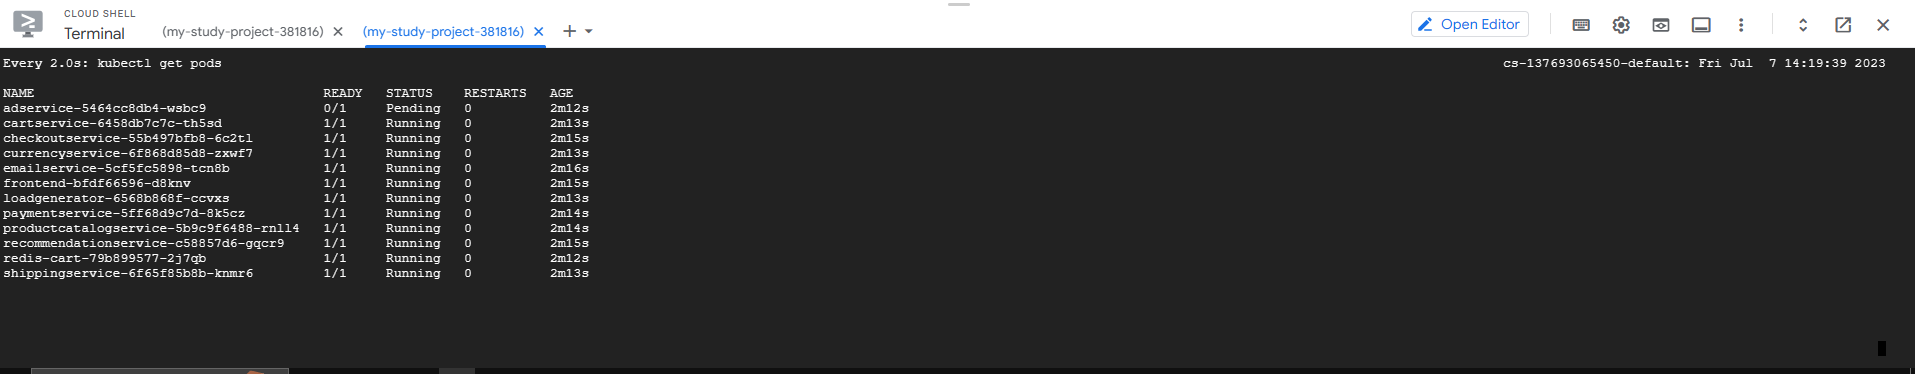 CLOUD SHELL
Terminal
(my-study-project-381816)
(my-study-project-381816)
Open Editor
Every 2.0s: kubectl get pods
cs-137693065450-default: Fri Jul  7 14:19:39 2023
NAME READY STATUS RESTARTS AGE
adservice-5464cc8db4-wsbc9 0/1 Pending 0 2m12s
cartservice-6458db7c7c-th5sd 1/1 Running 0 2m13s
checkoutservice-55b497bfb8-6c2tl 1/1 Running 0 2m15s
currencyservice-6f868d85d8-zxwf7 1/1 Running 0 2m13s
emailservice-5cf5fc5898-tcn8b 1/1 Running 0 2m16s
frontend-bfdf66596-d8knv 1/1 Running 0 2m15s
loadgenerator-6568b868f-ccvxs 1/1 Running 0 2m13s
paymentservice-5ff68d9c7d-8k5cz 1/1 Running 0 2m14s
productcatalogservice-5b9c9f6488-rnll4 1/1 Running 0 2m14s
recommendationservice-c58857d6-gqcr9 1/1 Running 0 2m15s
redis-cart-79b899577-2j7qb 1/1 Running 0 2m12s
shippingservice-6f65f85b8b-knmr6 1/1 Running 0 2m13s